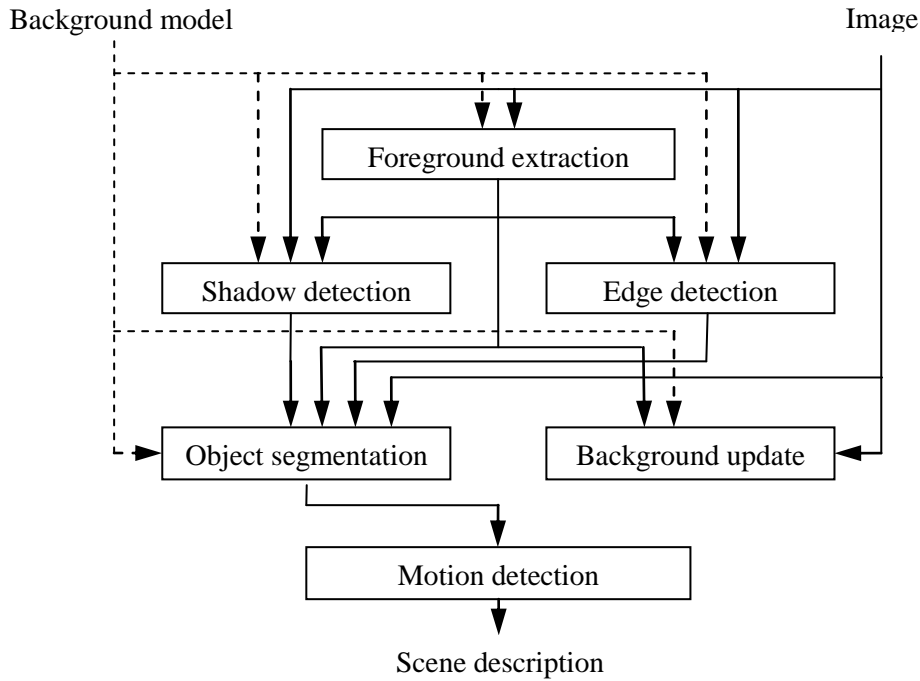 Background model
Image
Foreground extraction
Shadow detection
Edge detection
Object segmentation
Background update
Motion detection
Scene description